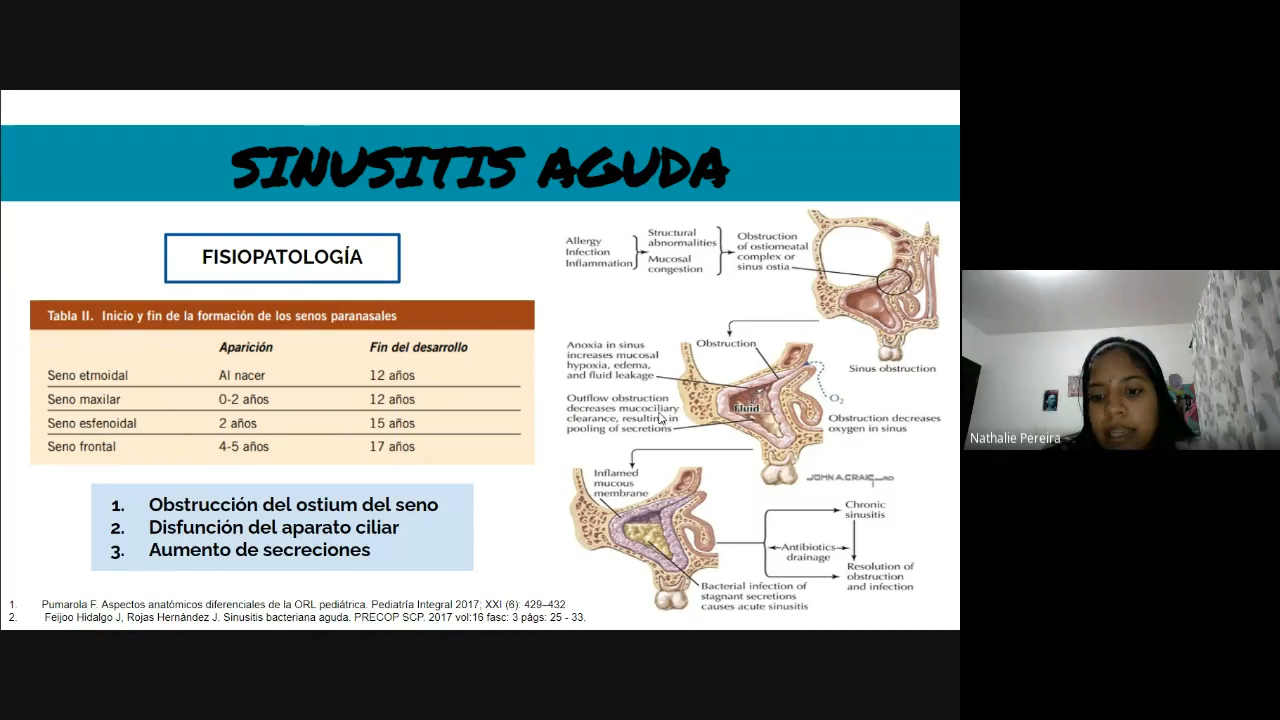 SINUSITIS AGUDA
FISIOPATOLOGÍA
Tabla II. Inicio y fin de la formación de los senos paranasales
Aparición Fin del desarrollo
Seno etmoidal Al nacer 12 años
Seno maxilar 0-2 años 12 años
Seno esfenoidal 2 años 15 años
Seno frontal 4-5 años 17 años
1. Obstrucción del ostium del seno
2. Disfunción del aparato ciliar
3. Aumento de secreciones
Allergy
Infection
Inflammation
Structural
abnormalities
Mucosal
congestion
Obstruction
of ostiomeatal
complex or
sinus ostia
Sinus obstruction
Anoxia in sinus
increases mucosal
hypoxia, edema,
and fluid leakage
Obstruction
Outflow obstruction
decreases mucociliary
clearance, resulting in
pooling of secretions
Fluid
O2
Obstruction decreases
oxygen in sinus
JOHN A. CRAIG MD
Inflamed
mucous
membrane
Chronic
sinusitis
Antibiotics
drainage
Resolution of
obstruction
and infection
Bacterial infection of
stagnant secretions
causes acute sinusitis
1. Pumarola F. Aspectos anatómicos diferenciales de la ORL pediátrica. Pediatría Integral 2017; XXI (6): 429–432
2. Feijoo Hidalgo J, Rojas Hernández J. Sinusitis bacteriana aguda. PRECOP SCP. 2017 vol:16 fasc: 3 págs: 25 - 33.
Nathalie Pereira